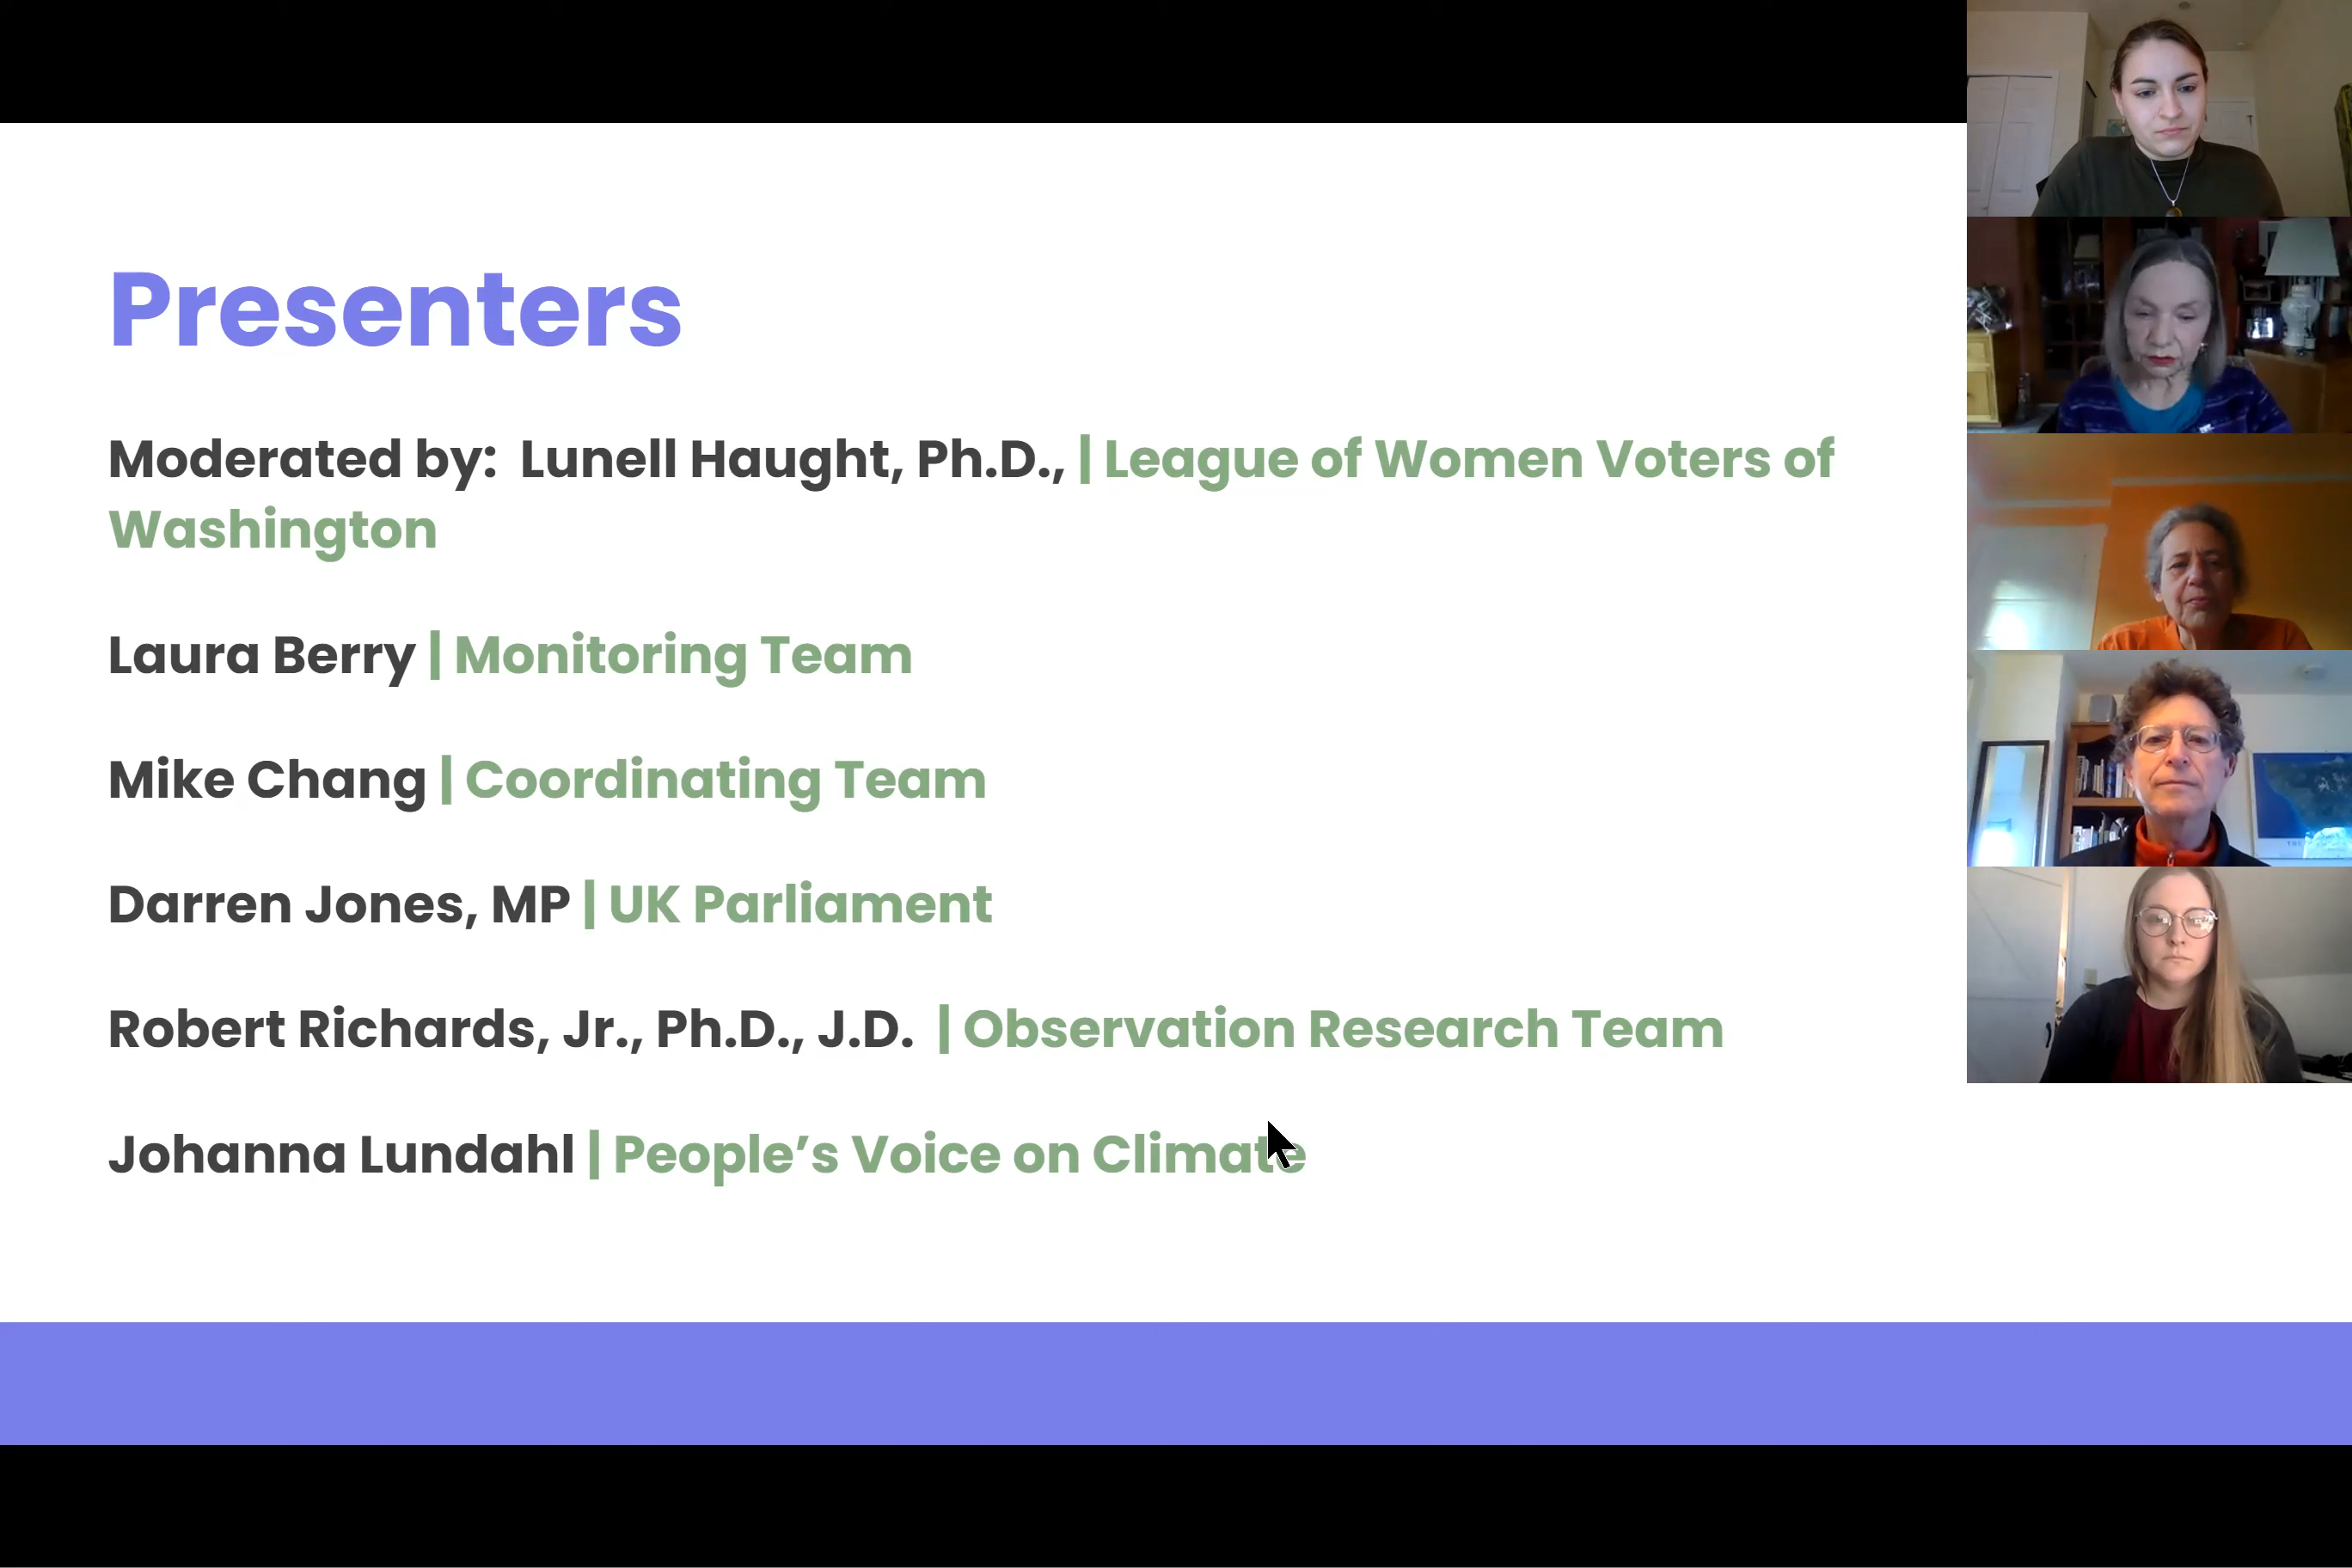 Presenters
Moderated by:  Lunell Haught, Ph.D., | League of Women Voters of
Washington
Laura Berry | Monitoring Team
Mike Chang | Coordinating Team
Darren Jones, MP | UK Parliament
Robert Richards, Jr., Ph.D., J.D.  | Observation Research Team
Johanna Lundahl | People’s Voice on Climate